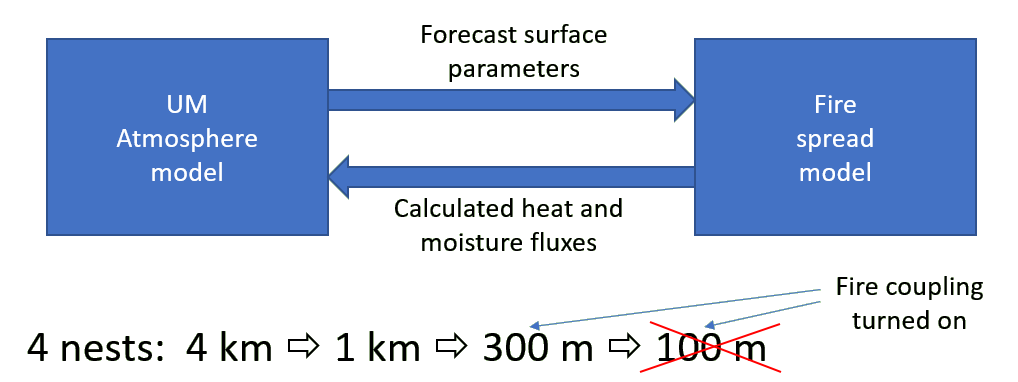 Forecast surface
parameters
UM
Atmosphere
model
Fire
spread
model
Calculated heat and
moisture fluxes
Fire coupling
turned on
4 nests: 4 km ⇨ 1 km ⇨ 300 m ⇨ 100 m